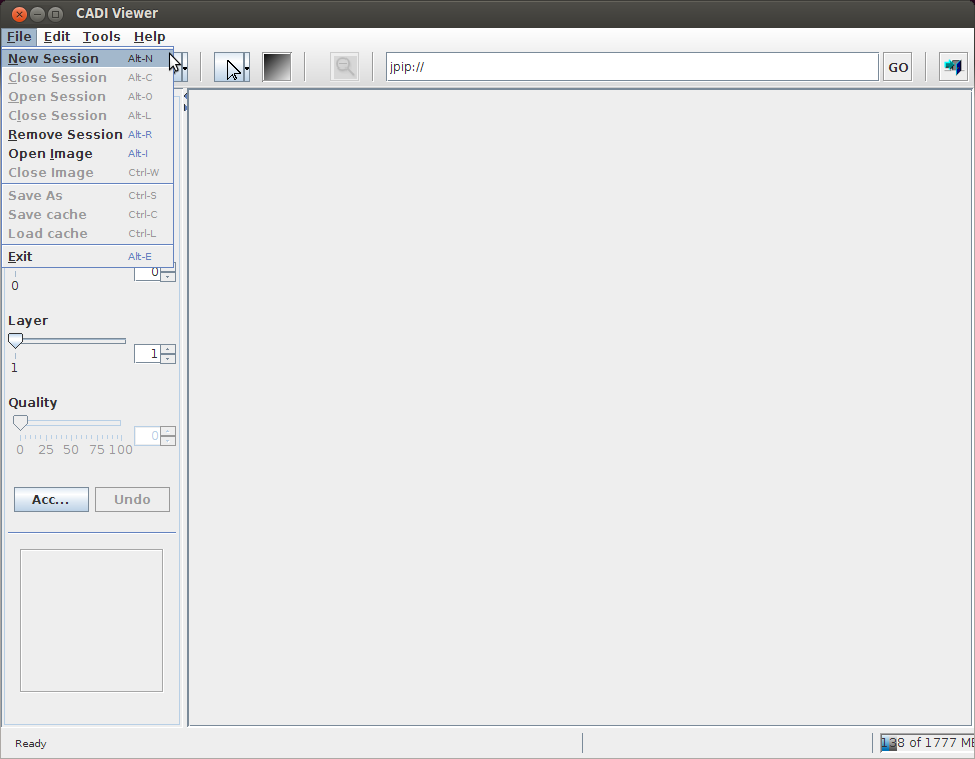 CADI Viewer
File Edit Tools Help
New Session Alt-N
Close Session Alt-C
Open Session Alt-O
Close Session Alt-L
Remove Session Alt-R
Open Image Alt-I
Close Image Ctrl-W
Save As Ctrl-S
Save cache Ctrl-C
Load cache Ctrl-L
Exit Alt-E
jpip://
GO
0
0
Layer
1
1
Quality
0
0 25 50 75 100
Acc... Undo
Ready
138 of 1777 M